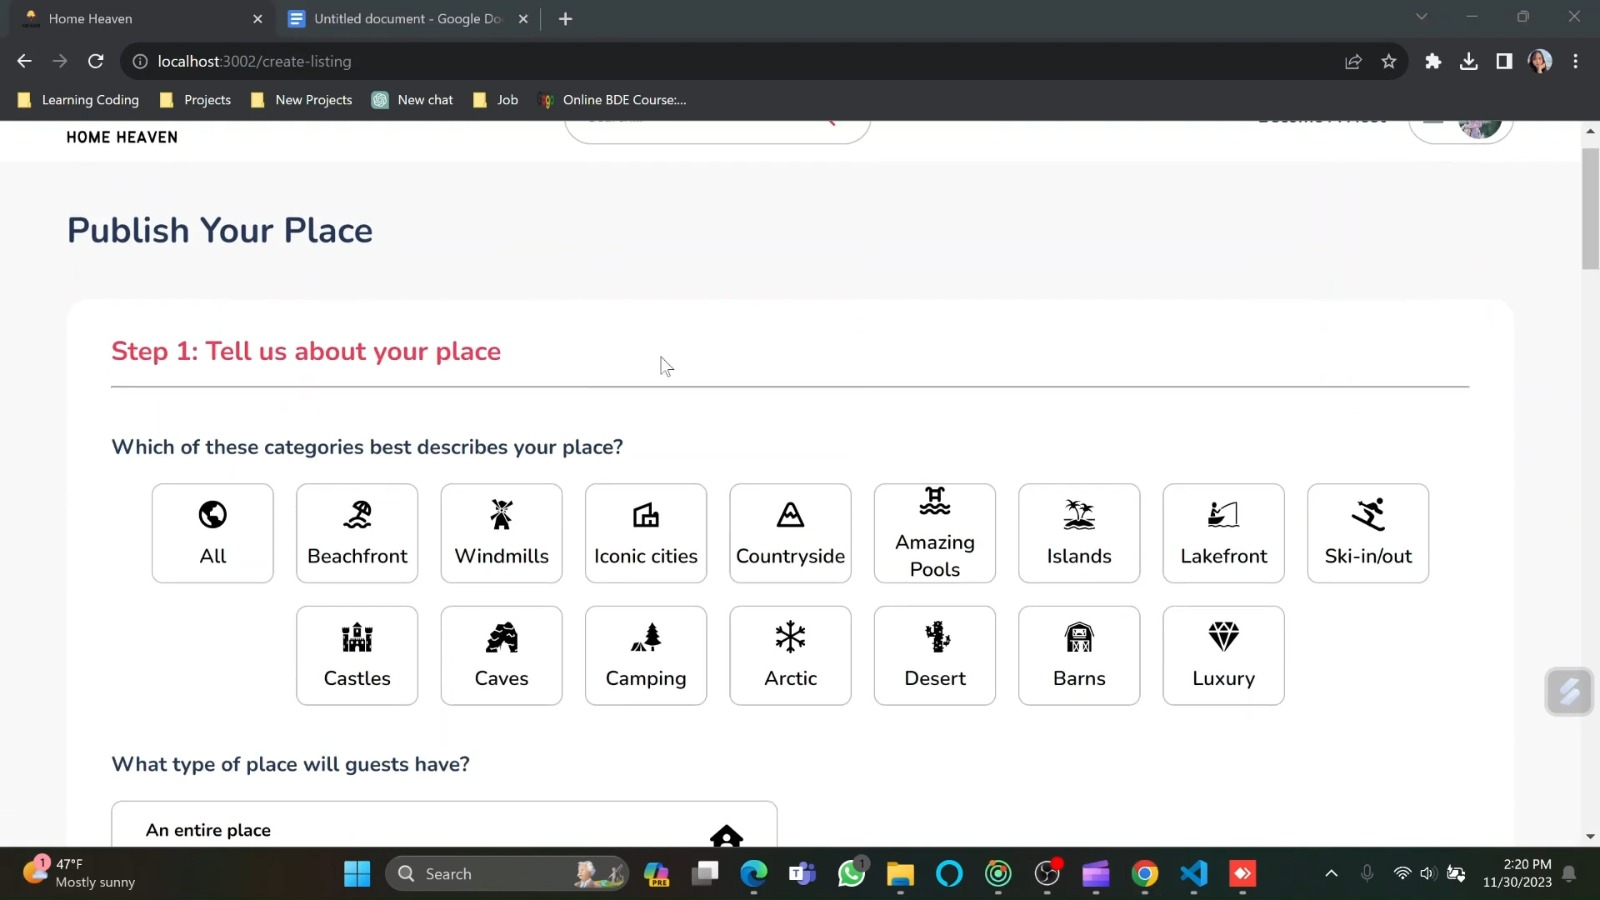 Home Heaven
Untitled document - Google Do
localhost:3002/create-listing
Learning Coding
Projects
New Projects
New chat
Job
Online BDE Course:...
HOME HEAVEN
Publish Your Place
Step 1: Tell us about your place
Which of these categories best describes your place?
All
Beachfront
Windmills
Iconic cities
Countryside
Amazing
Pools
Islands
Lakefront
Ski-in/out
Castles
Caves
Camping
Arctic
Desert
Barns
Luxury
What type of place will guests have?
An entire place
1
47°F
Mostly sunny
Search
PRE
1
2:20 PM
11/30/2023